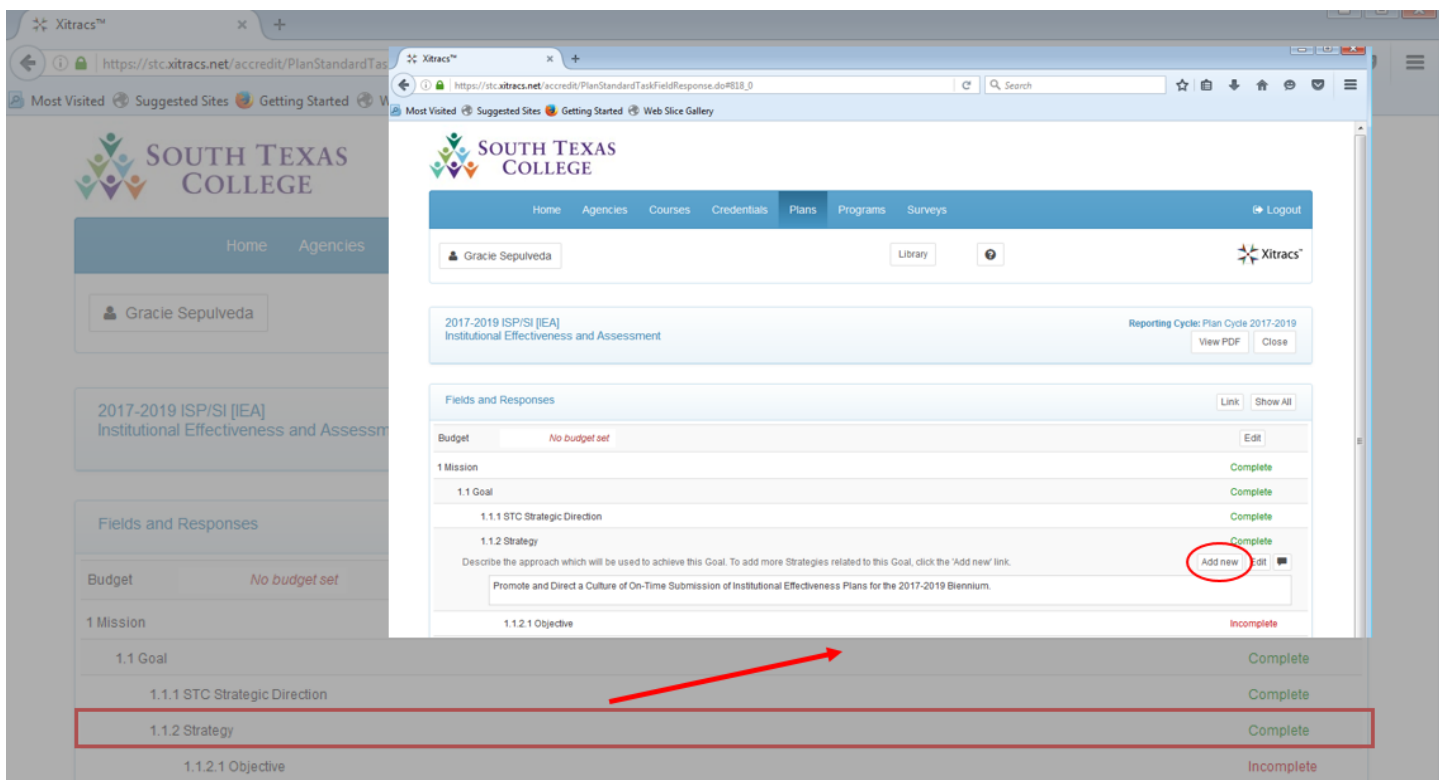 Xitracs™ × +
https://stc.xitracs.net/accredit/PlanStandardTas
Most Visited Suggested Sites Getting Started W
SOUTH TEXAS
COLLEGE
Home Agencies
Gracie Sepulveda
2017-2019 ISP/SI [IEA]
Institutional Effectiveness and Assessm
Fields and Responses
Budget No budget set
1 Mission
1.1 Goal Complete
1.1.1 STC Strategic Direction Complete
1.1.2 Strategy Complete
1.1.2.1 Objective Incomplete
Xitracs™ × +
https://stc.xitracs.net/accredit/PlanStandardTaskFieldResponse.do#818_0 Search
Most Visited Suggested Sites Getting Started Web Slice Gallery
SOUTH TEXAS
COLLEGE
Home Agencies Courses Credentials Plans Programs Surveys Logout
Gracie Sepulveda Library ? Xitracs™
2017-2019 ISP/SI [IEA] Reporting Cycle: Plan Cycle 2017-2019
Institutional Effectiveness and Assessment View PDF Close
Fields and Responses Link Show All
Budget No budget set Edit
1 Mission Complete
1.1 Goal Complete
1.1.1 STC Strategic Direction Complete
1.1.2 Strategy Complete
Describe the approach which will be used to achieve this Goal. To add more Strategies related to this Goal, click the 'Add new' link. Add new Edit
Promote and Direct a Culture of On-Time Submission of Institutional Effectiveness Plans for the 2017-2019 Biennium.
1.1.2.1 Objective Incomplete